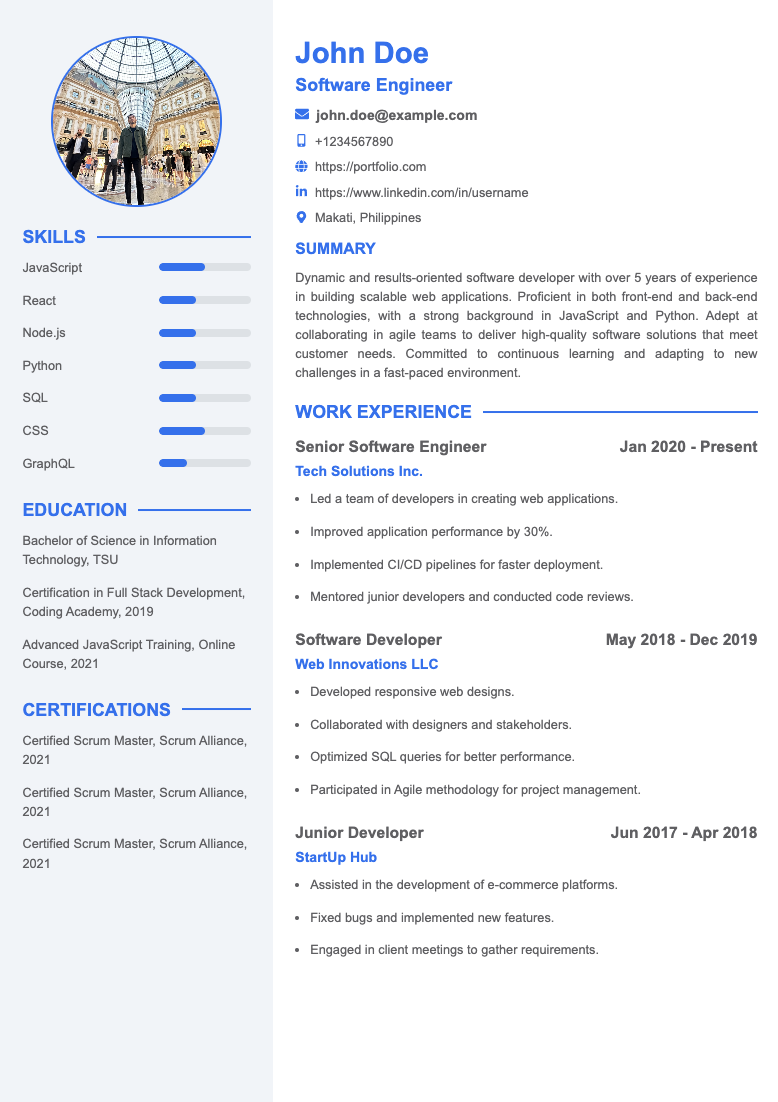 SKILLS
JavaScript
React
Node.js
Python
SQL
CSS
GraphQL
EDUCATION
Bachelor of Science in Information
Technology, TSU
Certification in Full Stack Development,
Coding Academy, 2019
Advanced JavaScript Training, Online
Course, 2021
CERTIFICATIONS
Certified Scrum Master, Scrum Alliance,
2021
Certified Scrum Master, Scrum Alliance,
2021
Certified Scrum Master, Scrum Alliance,
2021
John Doe
Software Engineer
john.doe@example.com
+1234567890
https://portfolio.com
https://www.linkedin.com/in/username
Makati, Philippines
SUMMARY
Dynamic and results-oriented software developer with over 5 years of experience
in building scalable web applications. Proficient in both front-end and back-end
technologies, with a strong background in JavaScript and Python. Adept at
collaborating in agile teams to deliver high-quality software solutions that meet
customer needs. Committed to continuous learning and adapting to new
challenges in a fast-paced environment.
WORK EXPERIENCE
Senior Software Engineer Jan 2020 - Present
Tech Solutions Inc.
• Led a team of developers in creating web applications.
• Improved application performance by 30%.
• Implemented CI/CD pipelines for faster deployment.
• Mentored junior developers and conducted code reviews.
Software Developer May 2018 - Dec 2019
Web Innovations LLC
• Developed responsive web designs.
• Collaborated with designers and stakeholders.
• Optimized SQL queries for better performance.
• Participated in Agile methodology for project management.
Junior Developer Jun 2017 - Apr 2018
StartUp Hub
• Assisted in the development of e-commerce platforms.
• Fixed bugs and implemented new features.
• Engaged in client meetings to gather requirements.